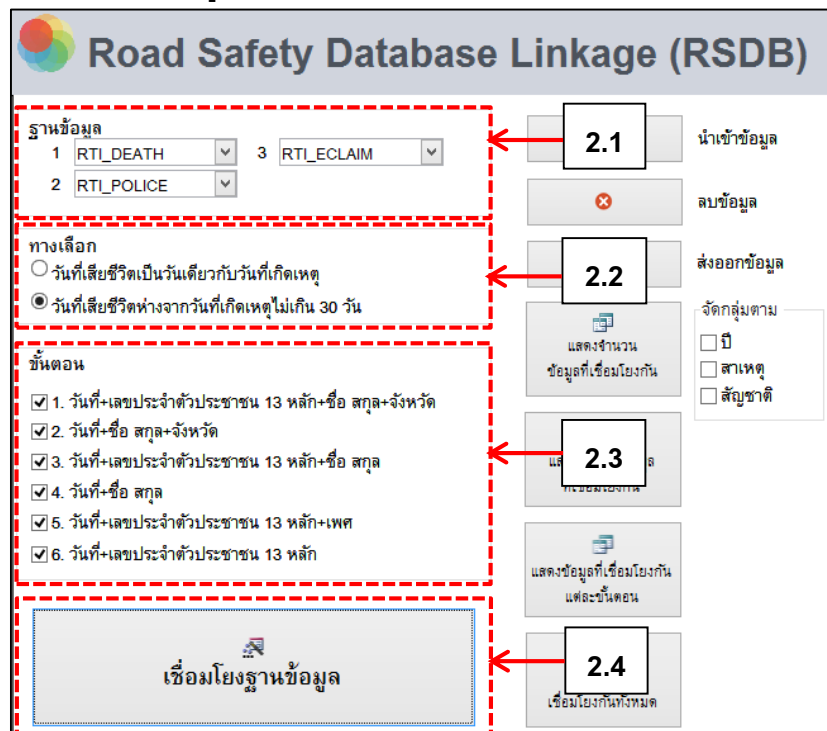 Road Safety Database Linkage (RSDB)
ฐานข้อมูล
1 RTI_DEATH 3 RTI_ECLAIM
2 RTI_POLICE
2.1
นำเข้าข้อมูล
ลบข้อมูล
ทางเลือก
วันที่เสียชีวิตเป็นวันเดียวกับวันที่เกิดเหตุ
วันที่เสียชีวิตห่างจากวันที่เกิดเหตุไม่เกิน 30 วัน
2.2
ส่งออกข้อมูล
แสดงจำนวน
ข้อมูลที่เชื่อมโยงกัน
จัดกลุ่มตาม
ปี
สาเหตุ
สัญชาติ
ขั้นตอน
1. วันที่+เลขประจำตัวประชาชน 13 หลัก+ชื่อ สกุล+จังหวัด
2. วันที่+ชื่อ สกุล+จังหวัด
3. วันที่+เลขประจำตัวประชาชน 13 หลัก+ชื่อ สกุล
4. วันที่+ชื่อ สกุล
5. วันที่+เลขประจำตัวประชาชน 13 หลัก+เพศ
6. วันที่+เลขประจำตัวประชาชน 13 หลัก
2.3
แสดงข้อมูลที่เชื่อมโยงกัน
แต่ละขั้นตอน
เชื่อมโยงฐานข้อมูล
2.4
เชื่อมโยงกันทั้งหมด